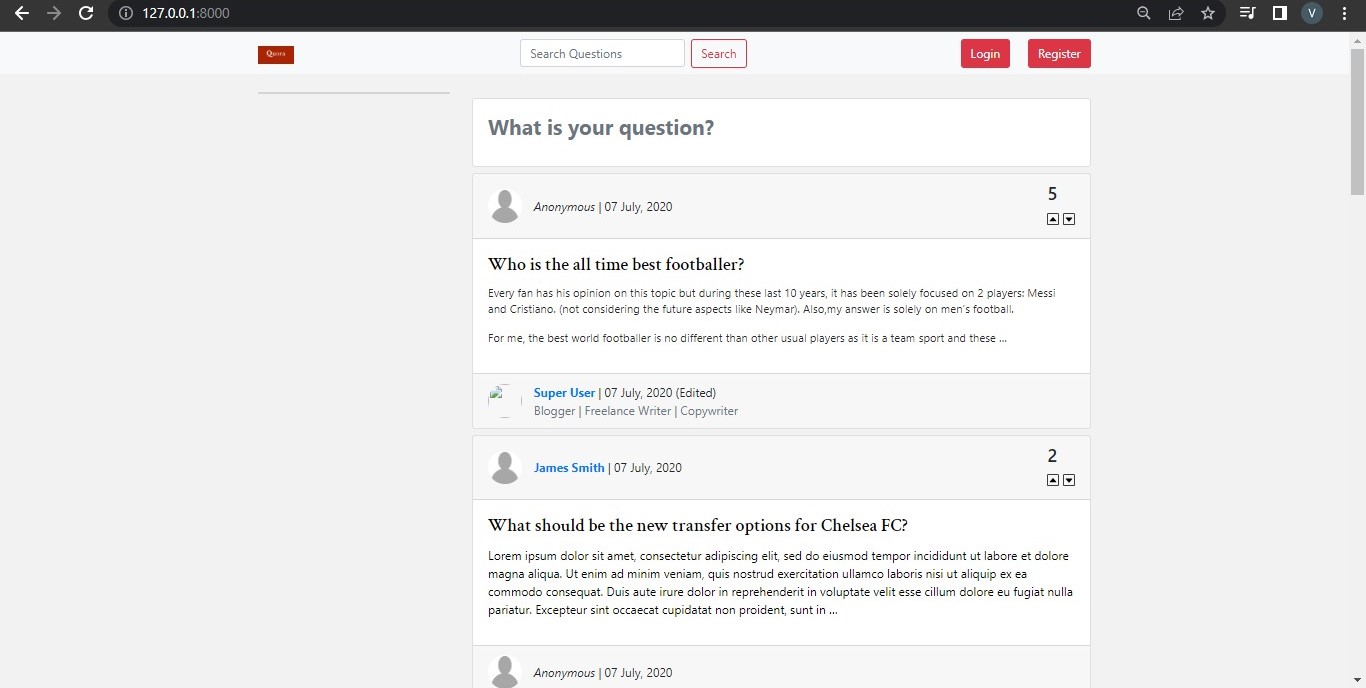 127.0.0.1:8000
V
Quora
Search Questions
Search
Login
Register
What is your question?
Anonymous | 07 July, 2020
5
Who is the all time best footballer?
Every fan has his opinion on this topic but during these last 10 years, it has been solely focused on 2 players: Messi
and Cristiano. (not considering the future aspects like Neymar). Also,my answer is solely on men's football.
For me, the best world footballer is no different than other usual players as it is a team sport and these ...
Super User | 07 July, 2020 (Edited)
Blogger | Freelance Writer | Copywriter
James Smith | 07 July, 2020
2
What should be the new transfer options for Chelsea FC?
Lorem ipsum dolor sit amet, consectetur adipiscing elit, sed do eiusmod tempor incididunt ut labore et dolore
magna aliqua. Ut enim ad minim veniam, quis nostrud exercitation ullamco laboris nisi ut aliquip ex ea
commodo consequat. Duis aute irure dolor in reprehenderit in voluptate velit esse cillum dolore eu fugiat nulla
pariatur. Excepteur sint occaecat cupidatat non proident, sunt in ...
Anonymous | 07 July, 2020